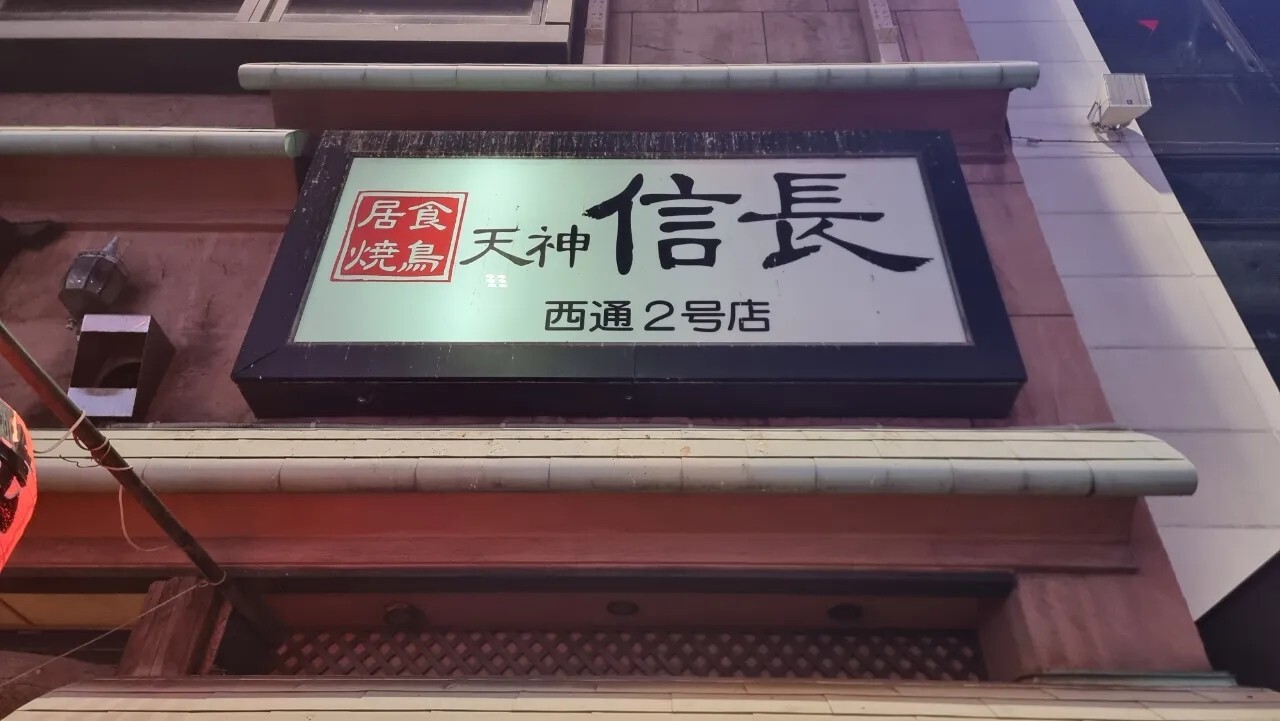 居食
焼鳥
天神 信長
西通2号店